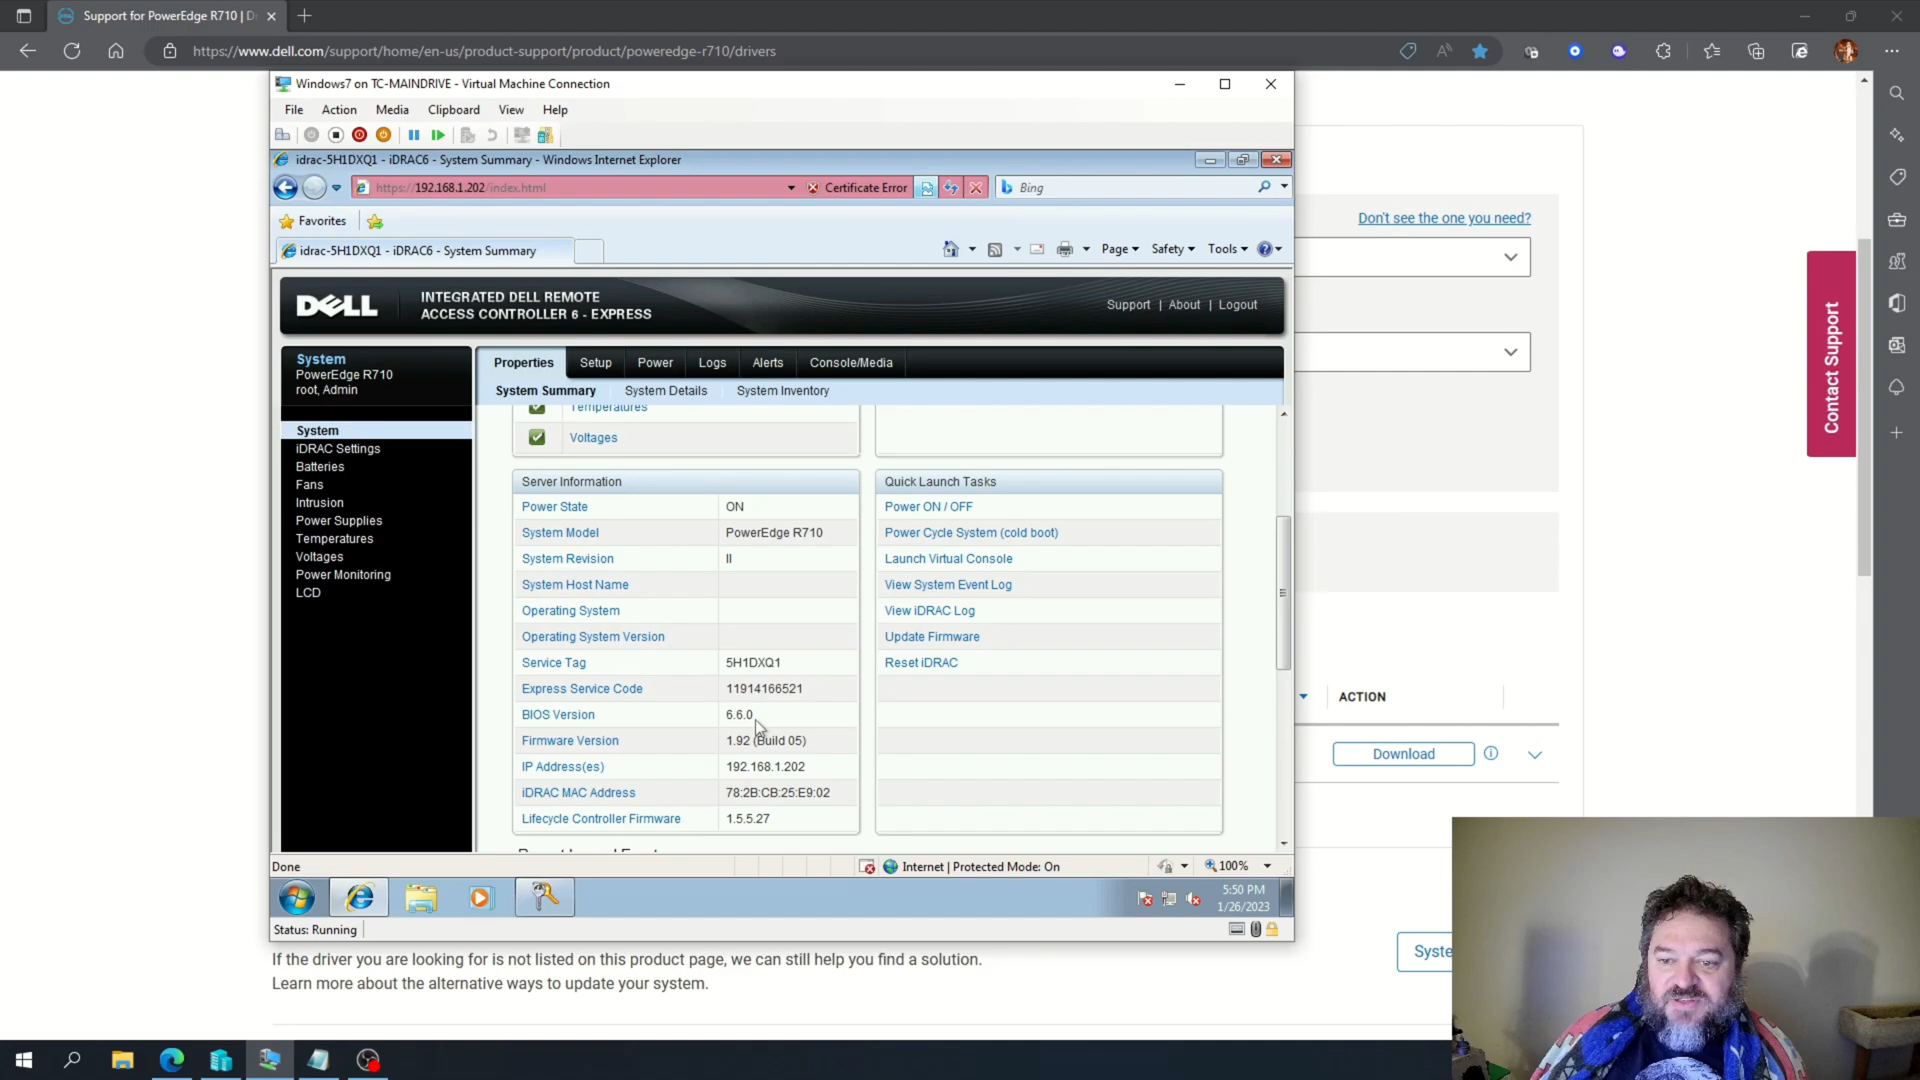 Support for PowerEdge R710 | D
https://www.dell.com/support/home/en-us/product-support/product/poweredge-r710/drivers
Windows7 on TC-MAINDRIVE - Virtual Machine Connection
File Action Media Clipboard View Help
idrac-5H1DXQ1 - iDRAC6 - System Summary - Windows Internet Explorer
https://192.168.1.202/index.html
Certificate Error
Bing
Favorites
idrac-5H1DXQ1 - iDRAC6 - System Summary
Page Safety Tools
DELL
INTEGRATED DELL REMOTE
ACCESS CONTROLLER 6 - EXPRESS
Support | About | Logout
System
PowerEdge R710
root, Admin
Properties Setup Power Logs Alerts Console/Media
System Summary System Details System Inventory
System
iDRAC Settings
Batteries
Fans
Intrusion
Power Supplies
Temperatures
Voltages
Power Monitoring
LCD
Temperatures
Voltages
Server Information
Power State ON
System Model PowerEdge R710
System Revision II
System Host Name
Operating System
Operating System Version
Service Tag 5H1DXQ1
Express Service Code 11914166521
BIOS Version 6.6.0
Firmware Version 1.92 (Build 05)
IP Address(es) 192.168.1.202
iDRAC MAC Address 78:2B:CB:25:E9:02
Lifecycle Controller Firmware 1.5.5.27
Quick Launch Tasks
Power ON / OFF
Power Cycle System (cold boot)
Launch Virtual Console
View System Event Log
View iDRAC Log
Update Firmware
Reset iDRAC
Done
Internet | Protected Mode: On
100%
5:50 PM
1/26/2023
Status: Running
Don't see the one you need?
Contact Support
ACTION
Download
If the driver you are looking for is not listed on this product page, we can still help you find a solution.
Learn more about the alternative ways to update your system.
Syste